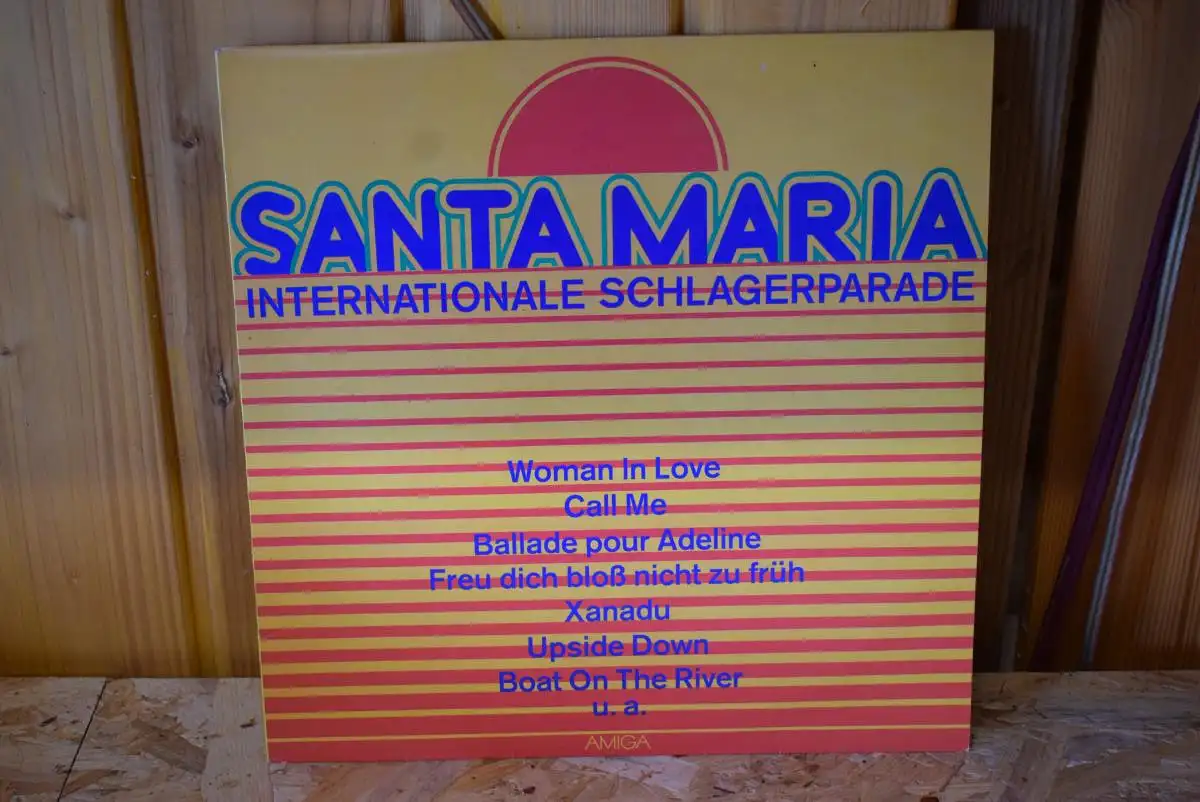 SANTA MARIA
INTERNATIONALE SCHLAGERPARADE
Woman In Love
Call Me
Ballade pour Adeline
Freu dich bloß nicht zu früh
Xanadu
Upside Down
Boat On The River
u. a.
AMIGA